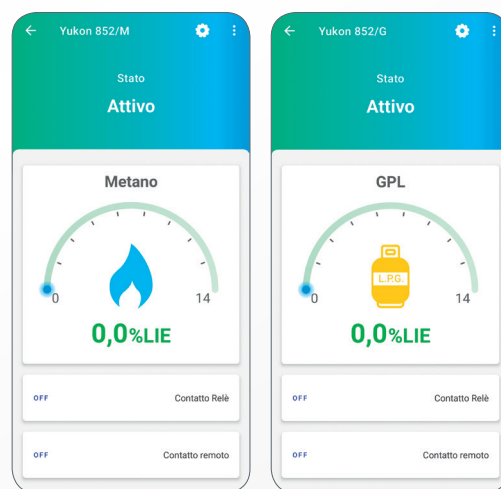 Yukon 852/M
Stato
Attivo
Metano
0
14
0,0%LIE
OFF Contatto Relè
OFF Contatto remoto
Yukon 852/G
Stato
Attivo
GPL
L.P.G.
0
14
0,0%LIE
OFF Contatto Relè
OFF Contatto remoto